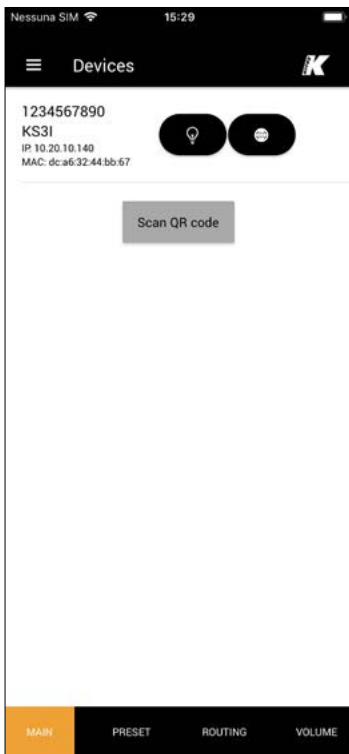 Nessuna SIM 15:29
Devices
K
1234567890
KS3I
IP: 10.20.10.140
MAC: dc:a6:32:44:bb:67
Scan QR code
MAIN PRESET ROUTING VOLUME